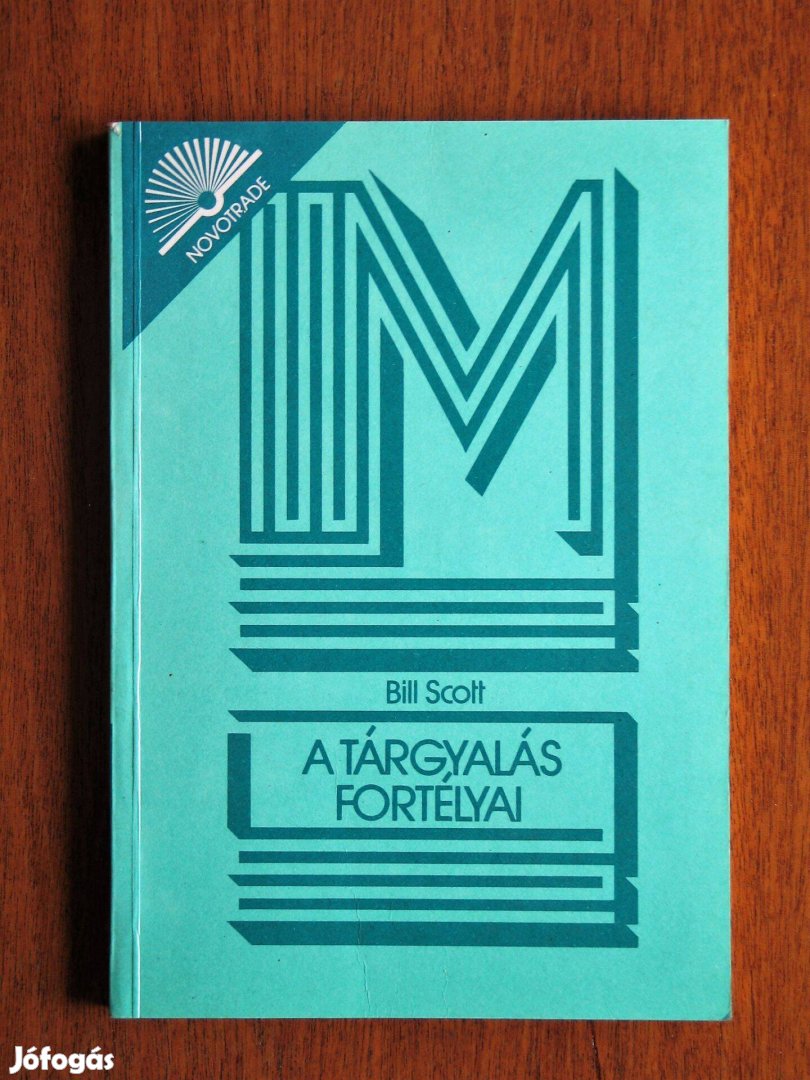 NOVOTRADE
M
Bill Scott
A TÁRGYALÁS
FORTÉLYAI
Jófogás